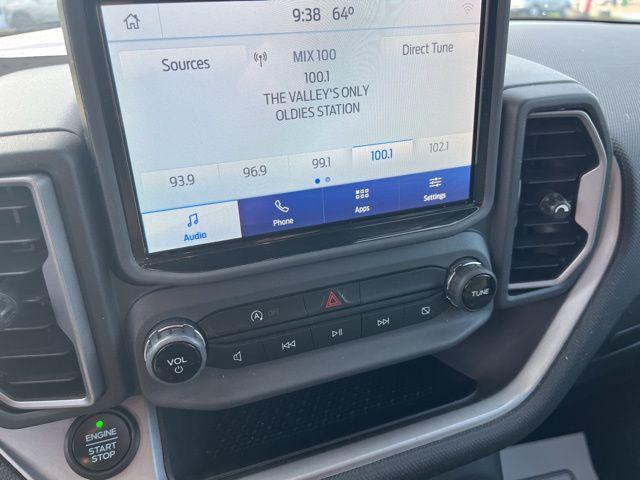 9:38 64°
Sources
MIX 100
Direct Tune
100.1
THE VALLEY'S ONLY
OLDIES STATION
93.9 96.9 99.1 100.1 102.1
Audio Phone Apps Settings
OFF
TUNE
VOL
ENGINE
START
STOP